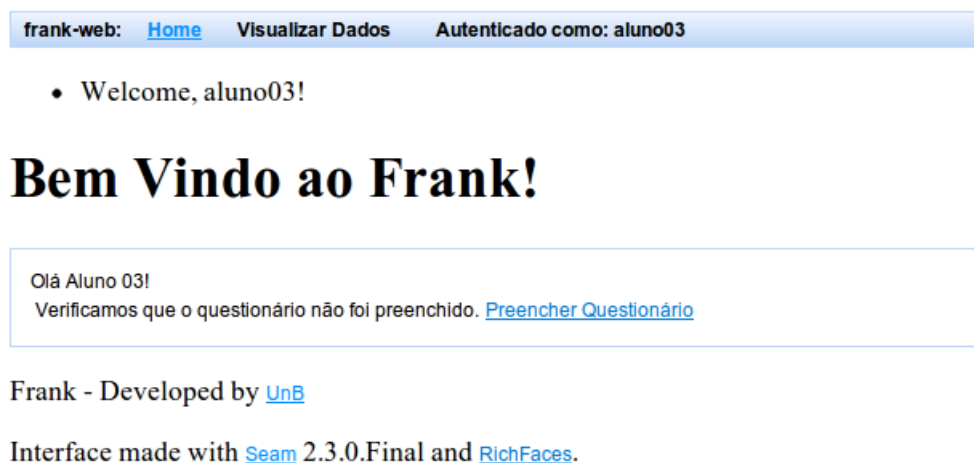 frank-web: Home Visualizar Dados Autenticado como: aluno03
• Welcome, aluno03!
Bem Vindo ao Frank!
Olá Aluno 03!
Verificamos que o questionário não foi preenchido. Preencher Questionário
Frank - Developed by UnB
Interface made with Seam 2.3.0.Final and RichFaces.